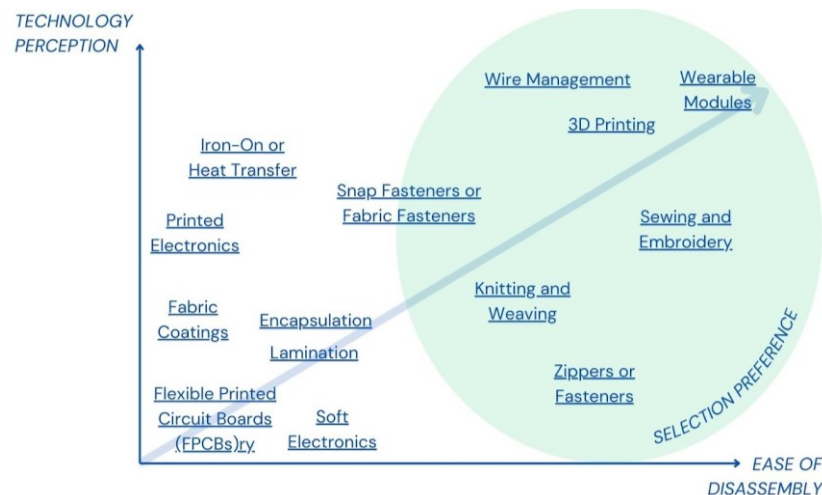 TECHNOLOGY
PERCEPTION
Wire Management
Wearable
Modules
3D Printing
Iron-On or
Heat Transfer
Snap Fasteners or
Fabric Fasteners
Printed
Electronics
Sewing and
Embroidery
Knitting and
Weaving
Fabric
Coatings
Encapsulation
Lamination
Zippers or
Fasteners
Flexible Printed
Circuit Boards
(FPCBs)ry
Soft
Electronics
SELECTION PREFERENCE
EASE OF
DISASSEMBLY